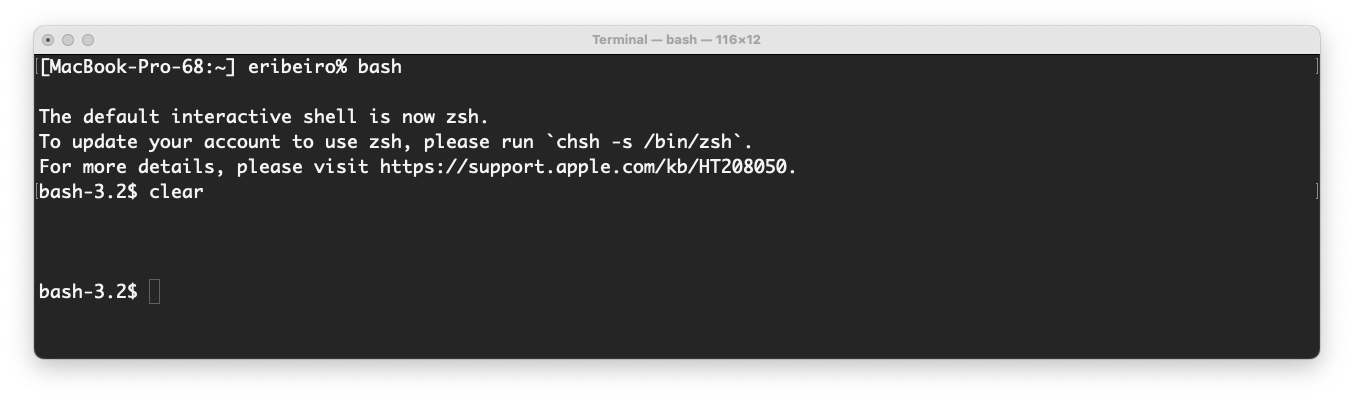 Terminal — bash — 116×12
[MacBook-Pro-68:~] eribeiro% bash
The default interactive shell is now zsh.
To update your account to use zsh, please run `chsh -s /bin/zsh`.
For more details, please visit https://support.apple.com/kb/HT208050.
bash-3.2$ clear
bash-3.2$